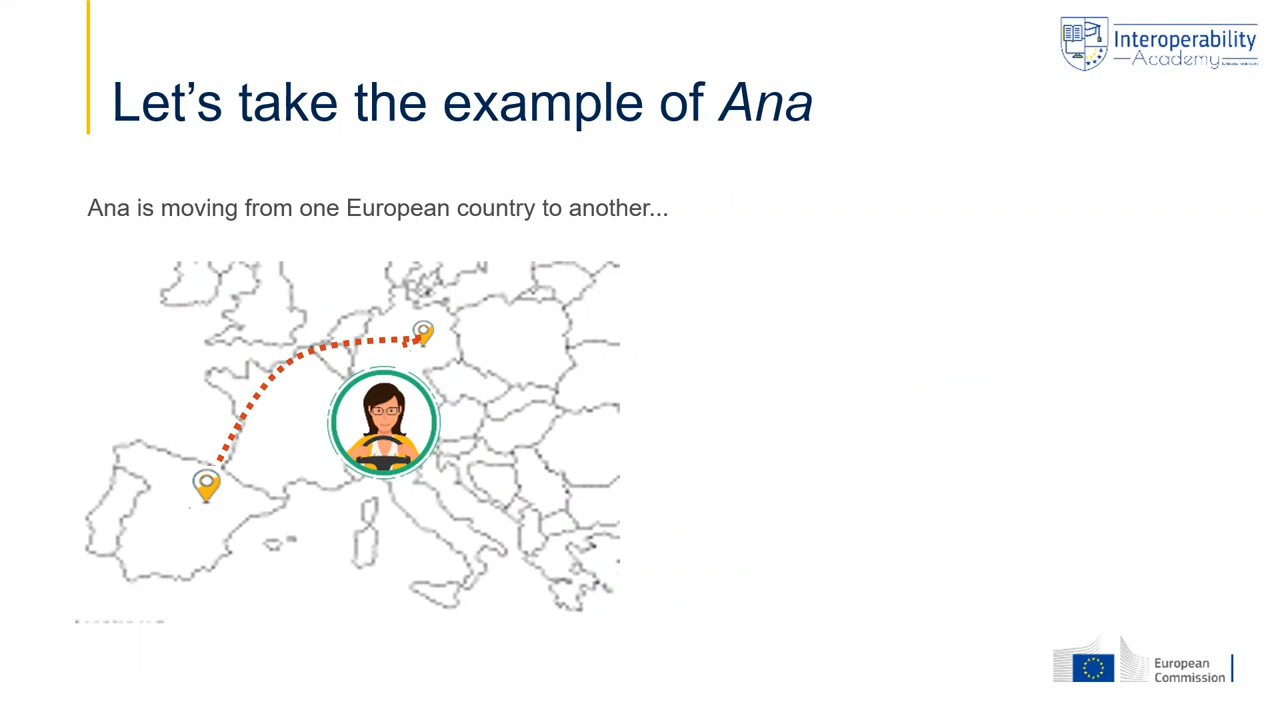 Interoperability
Academy
Let's take the example of Ana
Ana is moving from one European country to another...
European
Commission